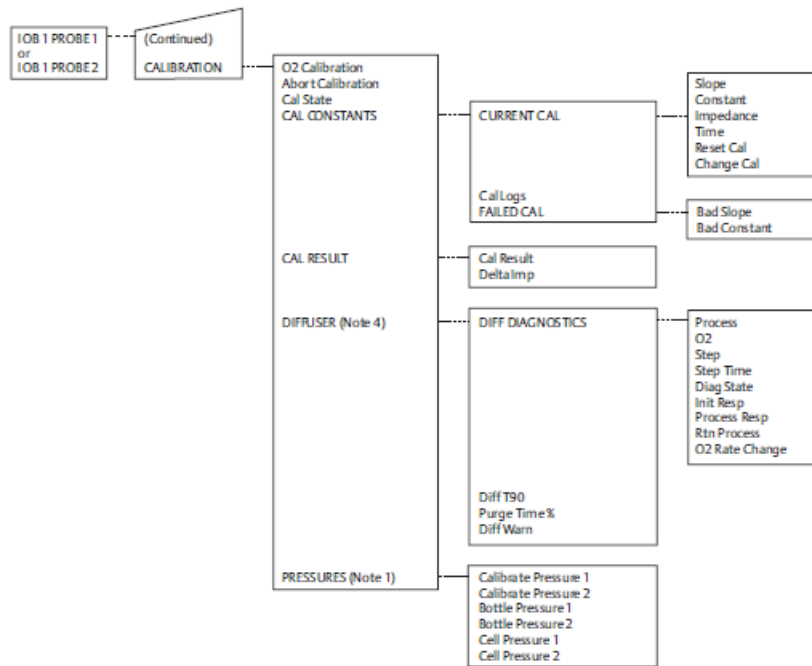 IOB 1 PROBE 1
or
IOB 1 PROBE 2
(Continued)
CALIBRATION
O2 Calibration
Abort Calibration
Cal State
CAL CONSTANTS
CAL RESULT
DIFFUSER (Note 4)
PRESSURES (Note 1)
CURRENT CAL
Cal Logs
FAILED CAL
Slope
Constant
Impedance
Time
Reset Cal
Change Cal
Bad Slope
Bad Constant
Cal Result
Delta Imp
DIFF DIAGNOSTICS
Diff T90
Purge Time %
Diff Warn
Process
O2
Step
Step Time
Diag State
Init Resp
Process Resp
Rtn Process
O2 Rate Change
Calibrate Pressure 1
Calibrate Pressure 2
Bottle Pressure 1
Bottle Pressure 2
Cell Pressure 1
Cell Pressure 2